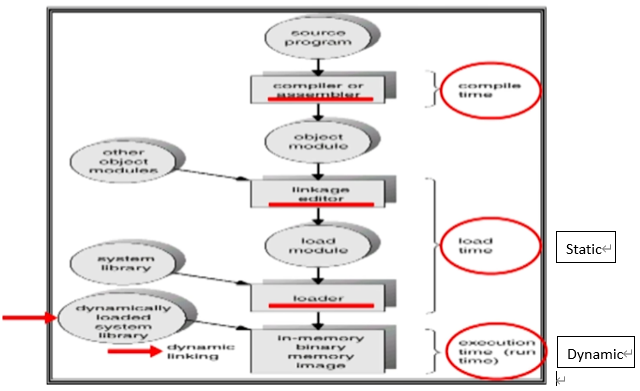 source
program
compiler or
assembler
compile
time
object
module
other
object
modules
linkage
editor
load
module
load
time
Static
system
library
loader
dynamically
loaded
system
library
dynamic
linking
in-memory
binary
memory
image
execution
time (run
time)
Dynamic